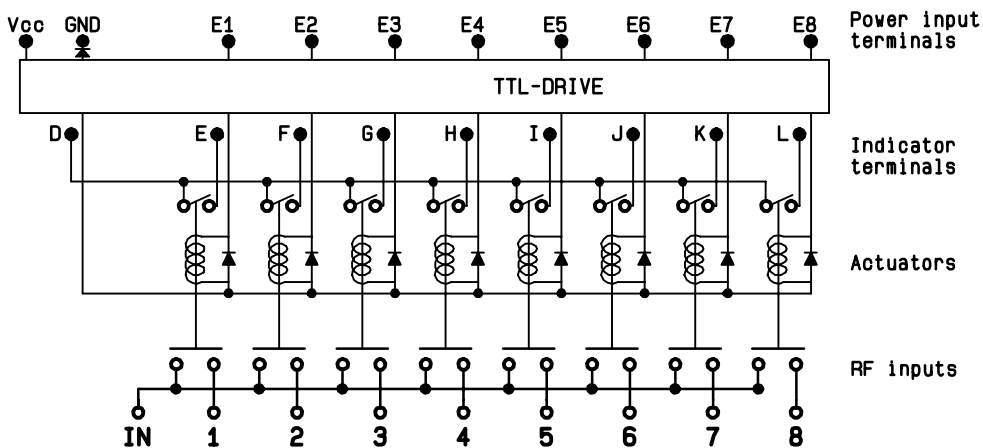 Vcc GND E1 E2 E3 E4 E5 E6 E7 E8 Power input
terminals
TTL-DRIVE
D E F G H I J K L Indicator
terminals
Actuators
RF inputs
IN 1 2 3 4 5 6 7 8